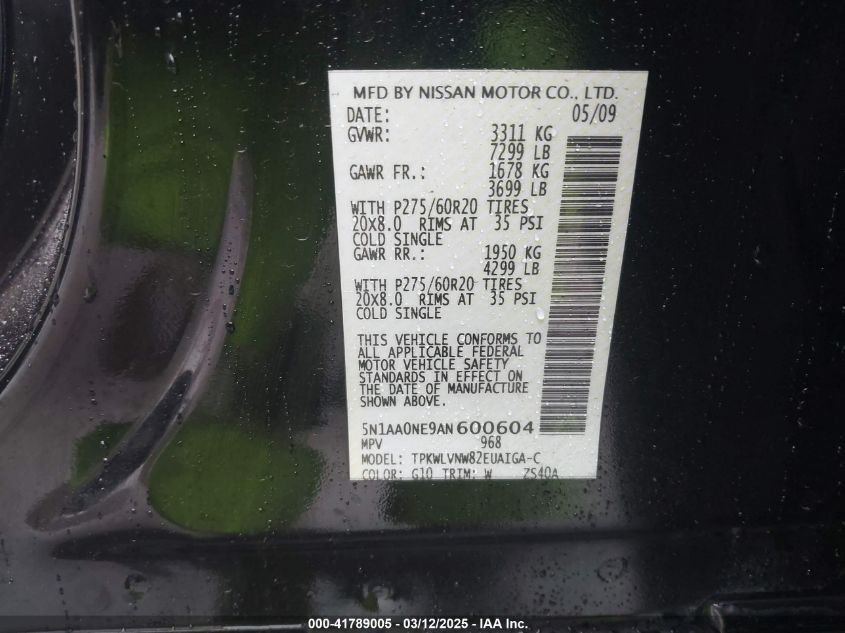 MFD BY NISSAN MOTOR CO., LTD.
DATE: 05/09
GVWR: 3311 KG
7299 LB
GAWR FR.: 1678 KG
3699 LB
WITH P275/60R20 TIRES
20X8.0 RIMS AT 35 PSI
COLD SINGLE
GAWR RR.: 1950 KG
4299 LB
WITH P275/60R20 TIRES
20X8.0 RIMS AT 35 PSI
COLD SINGLE
THIS VEHICLE CONFORMS TO
ALL APPLICABLE FEDERAL
MOTOR VEHICLE SAFETY
STANDARDS IN EFFECT ON
THE DATE OF MANUFACTURE
SHOWN ABOVE.
5N1AA0NE9AN600604
MPV 968
MODEL: TPKWLVNW82EUAIGA-C
COLOR: G10 TRIM: W ZS40A
000-41789005 - 03/12/2025 - IAA Inc.